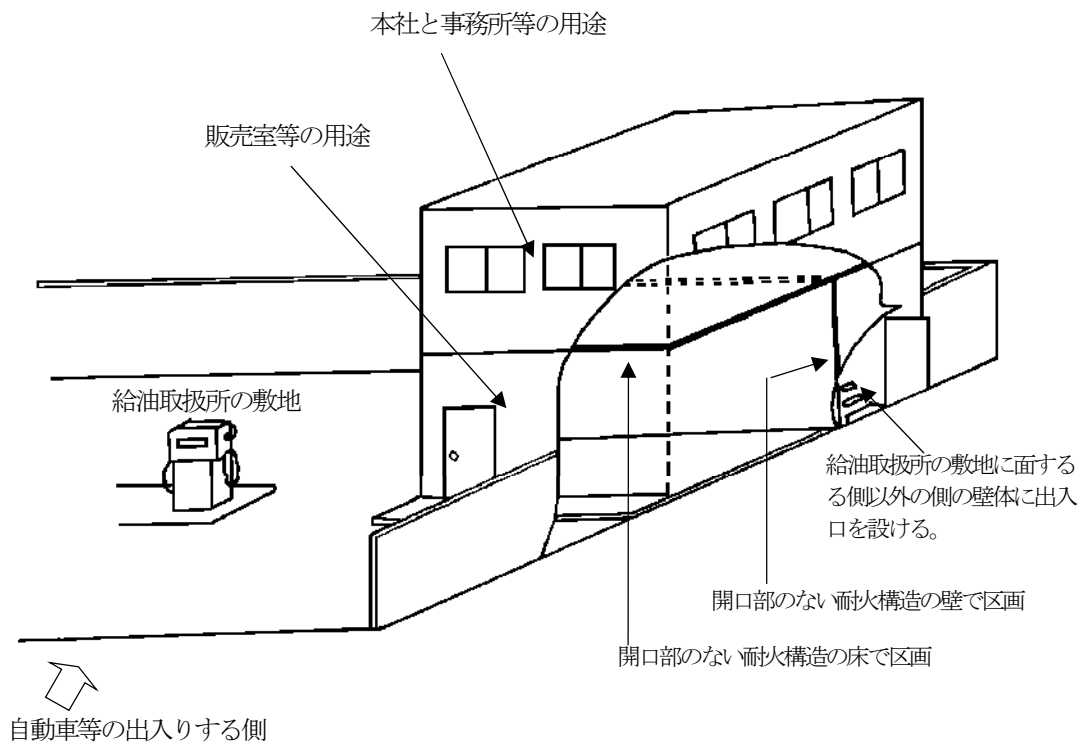 本社と事務所等の用途
販売室等の用途
給油取扱所の敷地
給油取扱所の敷地に面する
る側以外の側の壁体に出入
口を設ける。
開口部のない耐火構造の壁で区画
開口部のない耐火構造の床で区画
自動車等の出入りする側